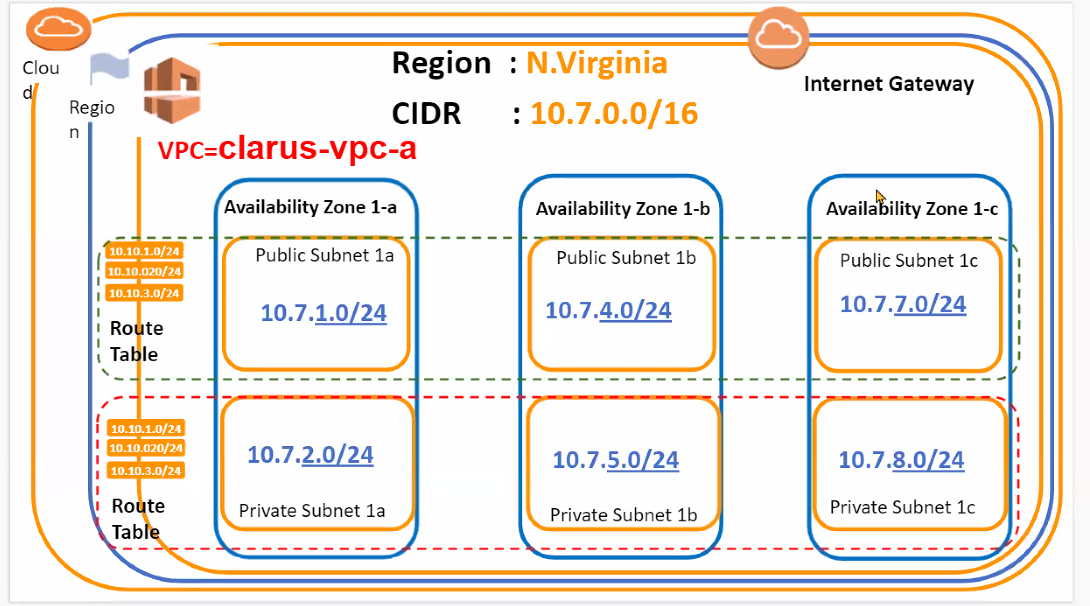 Clou
d
Regio
n
Region : N.Virginia
CIDR : 10.7.0.0/16
Internet Gateway
VPC=clarus-vpc-a
Availability Zone 1-a
Availability Zone 1-b
Availability Zone 1-c
10.10.1.0/24
10.10.020/24
10.10.3.0/24
Route
Table
Public Subnet 1a
10.7.1.0/24
Public Subnet 1b
10.7.4.0/24
Public Subnet 1c
10.7.7.0/24
10.10.1.0/24
10.10.020/24
10.10.3.0/24
Route
Table
10.7.2.0/24
Private Subnet 1a
10.7.5.0/24
Private Subnet 1b
10.7.8.0/24
Private Subnet 1c